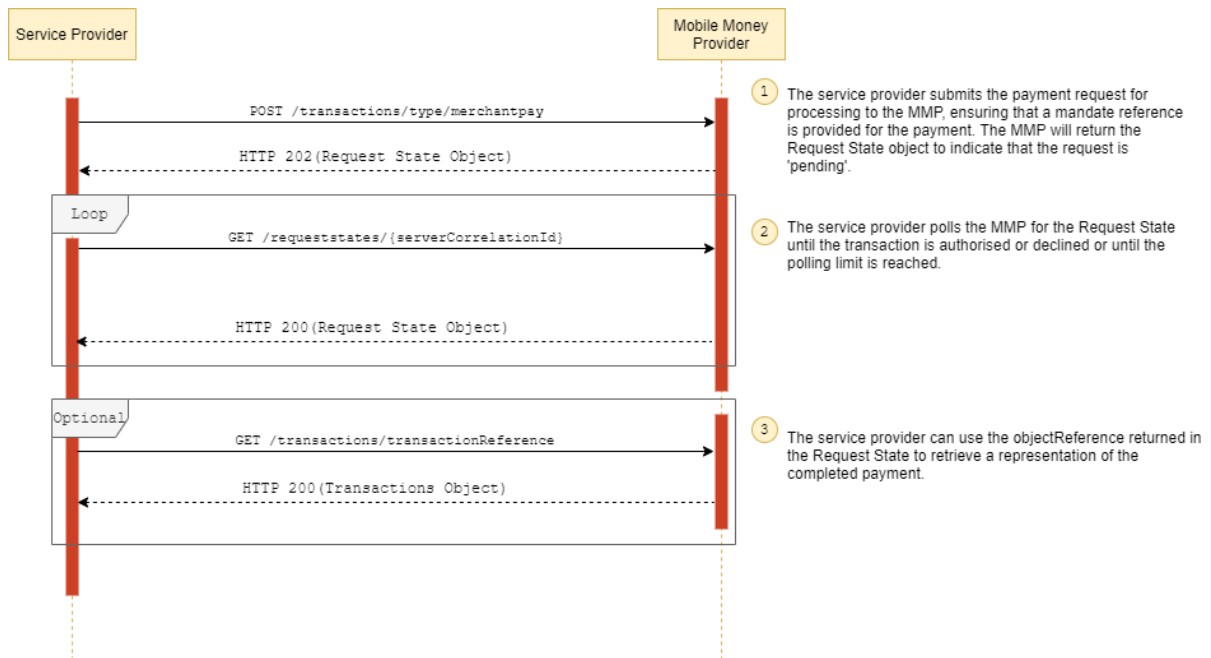 Service Provider
Mobile Money
Provider
1
The service provider submits the payment request for
processing to the MMP, ensuring that a mandate reference
is provided for the payment. The MMP will return the
Request State object to indicate that the request is
'pending'.
POST /transactions/type/merchantpay
HTTP 202(Request State Object)
Loop
GET /requeststates/{serverCorrelationId}
2
The service provider polls the MMP for the Request State
until the transaction is authorised or declined or until the
polling limit is reached.
HTTP 200(Request State Object)
Optional
GET /transactions/transactionReference
3
The service provider can use the objectReference returned in
the Request State to retrieve a representation of the
completed payment.
HTTP 200(Transactions Object)